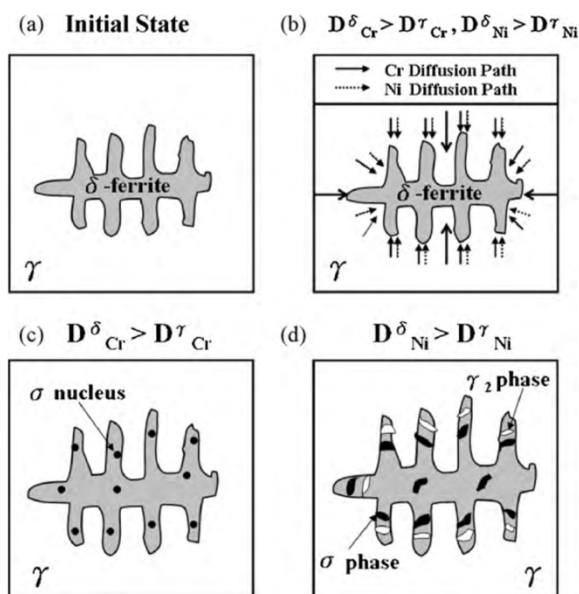 (a) Initial State
δ -ferrite
γ
(b) D^δ_Cr > D^γ_Cr , D^δ_Ni > D^γ_Ni
Cr Diffusion Path
Ni Diffusion Path
δ -ferrite
γ
(c) D^δ_Cr > D^γ_Cr
σ nucleus
γ
(d) D^δ_Ni > D^γ_Ni
γ₂ phase
σ phase
γ